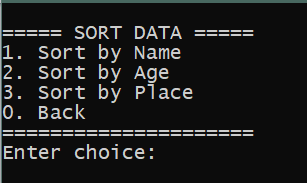 ===== SORT DATA =====
1. Sort by Name
2. Sort by Age
3. Sort by Place
0. Back
=====================
Enter choice: